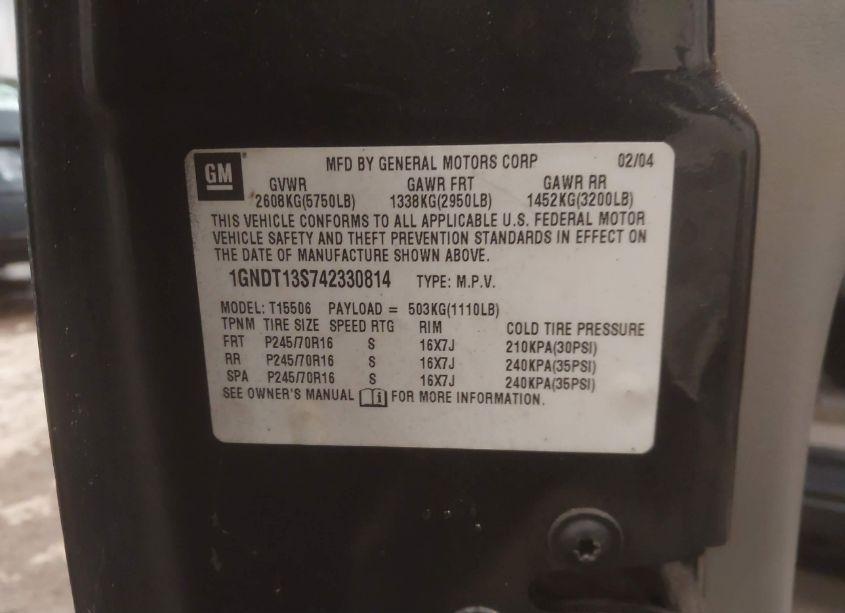 GM MFD BY GENERAL MOTORS CORP 02/04
GVWR GAWR FRT GAWR RR
2608KG(5750LB) 1338KG(2950LB) 1452KG(3200LB)
THIS VEHICLE CONFORMS TO ALL APPLICABLE U.S. FEDERAL MOTOR
VEHICLE SAFETY AND THEFT PREVENTION STANDARDS IN EFFECT ON
THE DATE OF MANUFACTURE SHOWN ABOVE.
1GNDT13S742330814 TYPE: M.P.V.
MODEL: T15506 PAYLOAD = 503KG(1110LB)
TPNM TIRE SIZE SPEED RTG RIM COLD TIRE PRESSURE
FRT P245/70R16 S 16X7J 210KPA(30PSI)
RR P245/70R16 S 16X7J 240KPA(35PSI)
SPA P245/70R16 S 16X7J 240KPA(35PSI)
SEE OWNER'S MANUAL i FOR MORE INFORMATION.